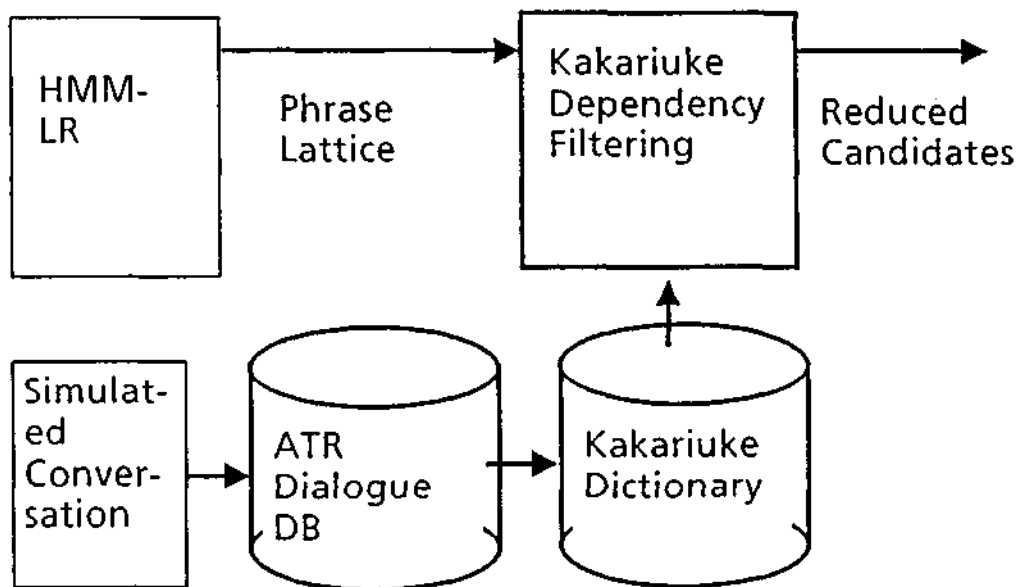 HMM-
LR
Phrase
Lattice
Kakariuke
Dependency
Filtering
Reduced
Candidates
Simulat-
ed
Conver-
sation
ATR
Dialogue
DB
Kakariuke
Dictionary